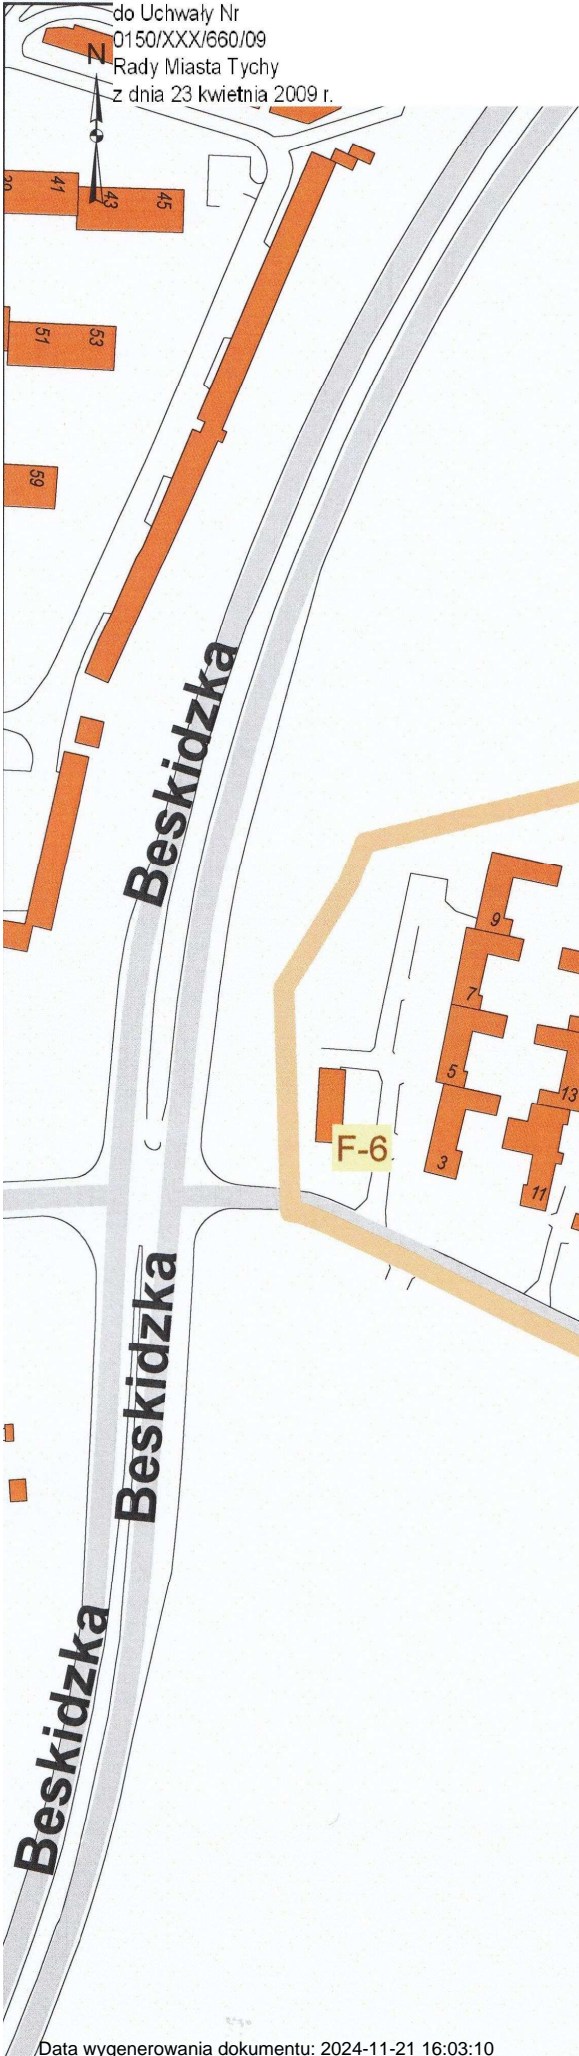 do Uchwały Nr
0150/XXX/660/09
Rady Miasta Tychy
z dnia 23 kwietnia 2009 r.
N
41
43
45
51
53
59
Beskidzka
9
7
5
13
F-6
3
11
Beskidzka
Beskidzka
Data wygenerowania dokumentu: 2024-11-21 16:03:10